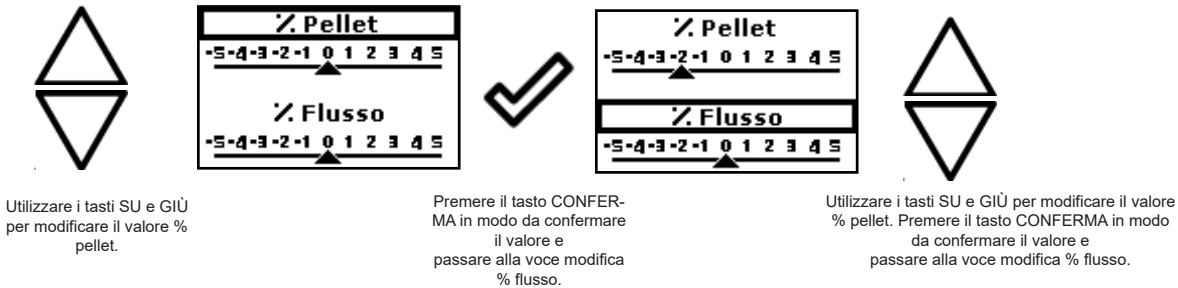 % Pellet
-5-4-3-2-1 0 1 2 3 4 5
% Flusso
-5-4-3-2-1 0 1 2 3 4 5
% Pellet
-5-4-3-2-1 0 1 2 3 4 5
% Flusso
-5-4-3-2-1 0 1 2 3 4 5
Utilizzare i tasti SU e GIÙ
per modificare il valore %
pellet.
Premere il tasto CONFER-
MA in modo da confermare
il valore e
passare alla voce modifica
% flusso.
Utilizzare i tasti SU e GIÙ per modificare il valore
% pellet. Premere il tasto CONFERMA in modo
da confermare il valore e
passare alla voce modifica % flusso.